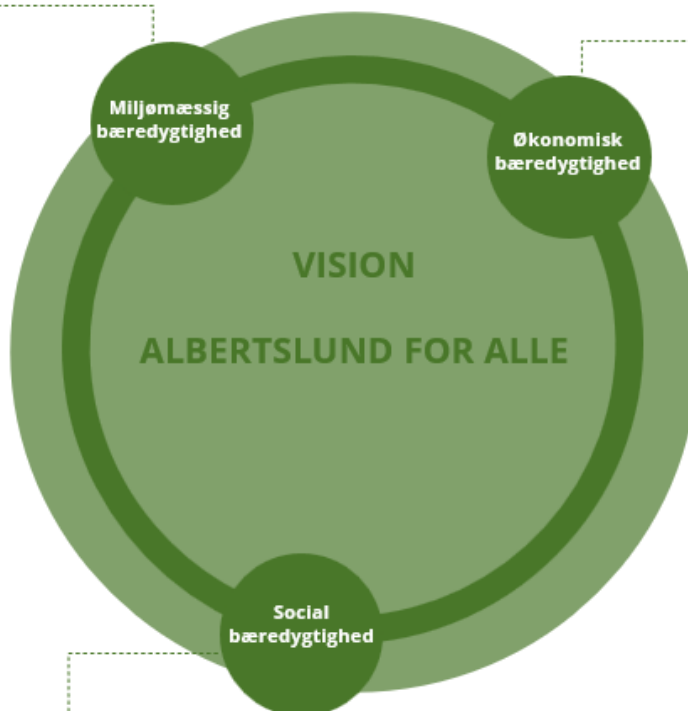 Miljømæssig
bæredygtighed
Økonomisk
bæredygtighed
VISION
ALBERTSLUND FOR ALLE
Social
bæredygtighed